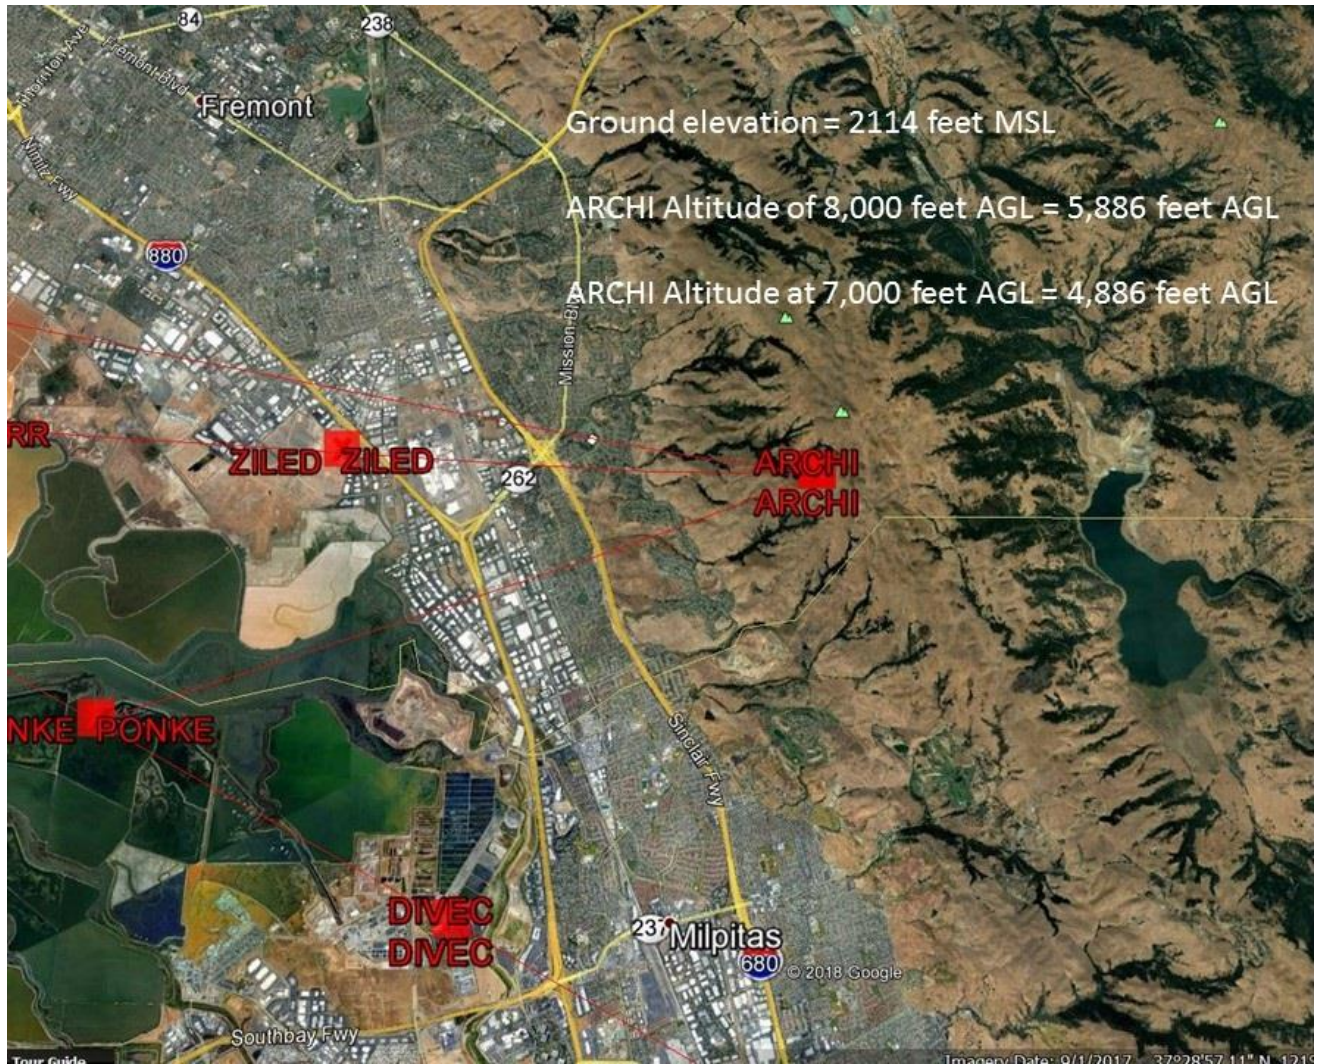 84
238
Thornton Ave
Fremont Blvd
Fremont
Ground elevation = 2114 feet MSL
Nimitz Fwy
ARCHI Altitude of 8,000 feet AGL = 5,886 feet AGL
880
ARCHI Altitude at 7,000 feet AGL = 4,886 feet AGL
Mission Bl
RR
ZILED ZILED
ARCHI
262
ARCHI
NKE PONKE
Sinclair Fwy
DIVEC
237
Milpitas
DIVEC
680
© 2018 Google
Southbay Fwy
Tour Guide
Imagery Date: 9/1/2017 37°28'57.11" N 121°